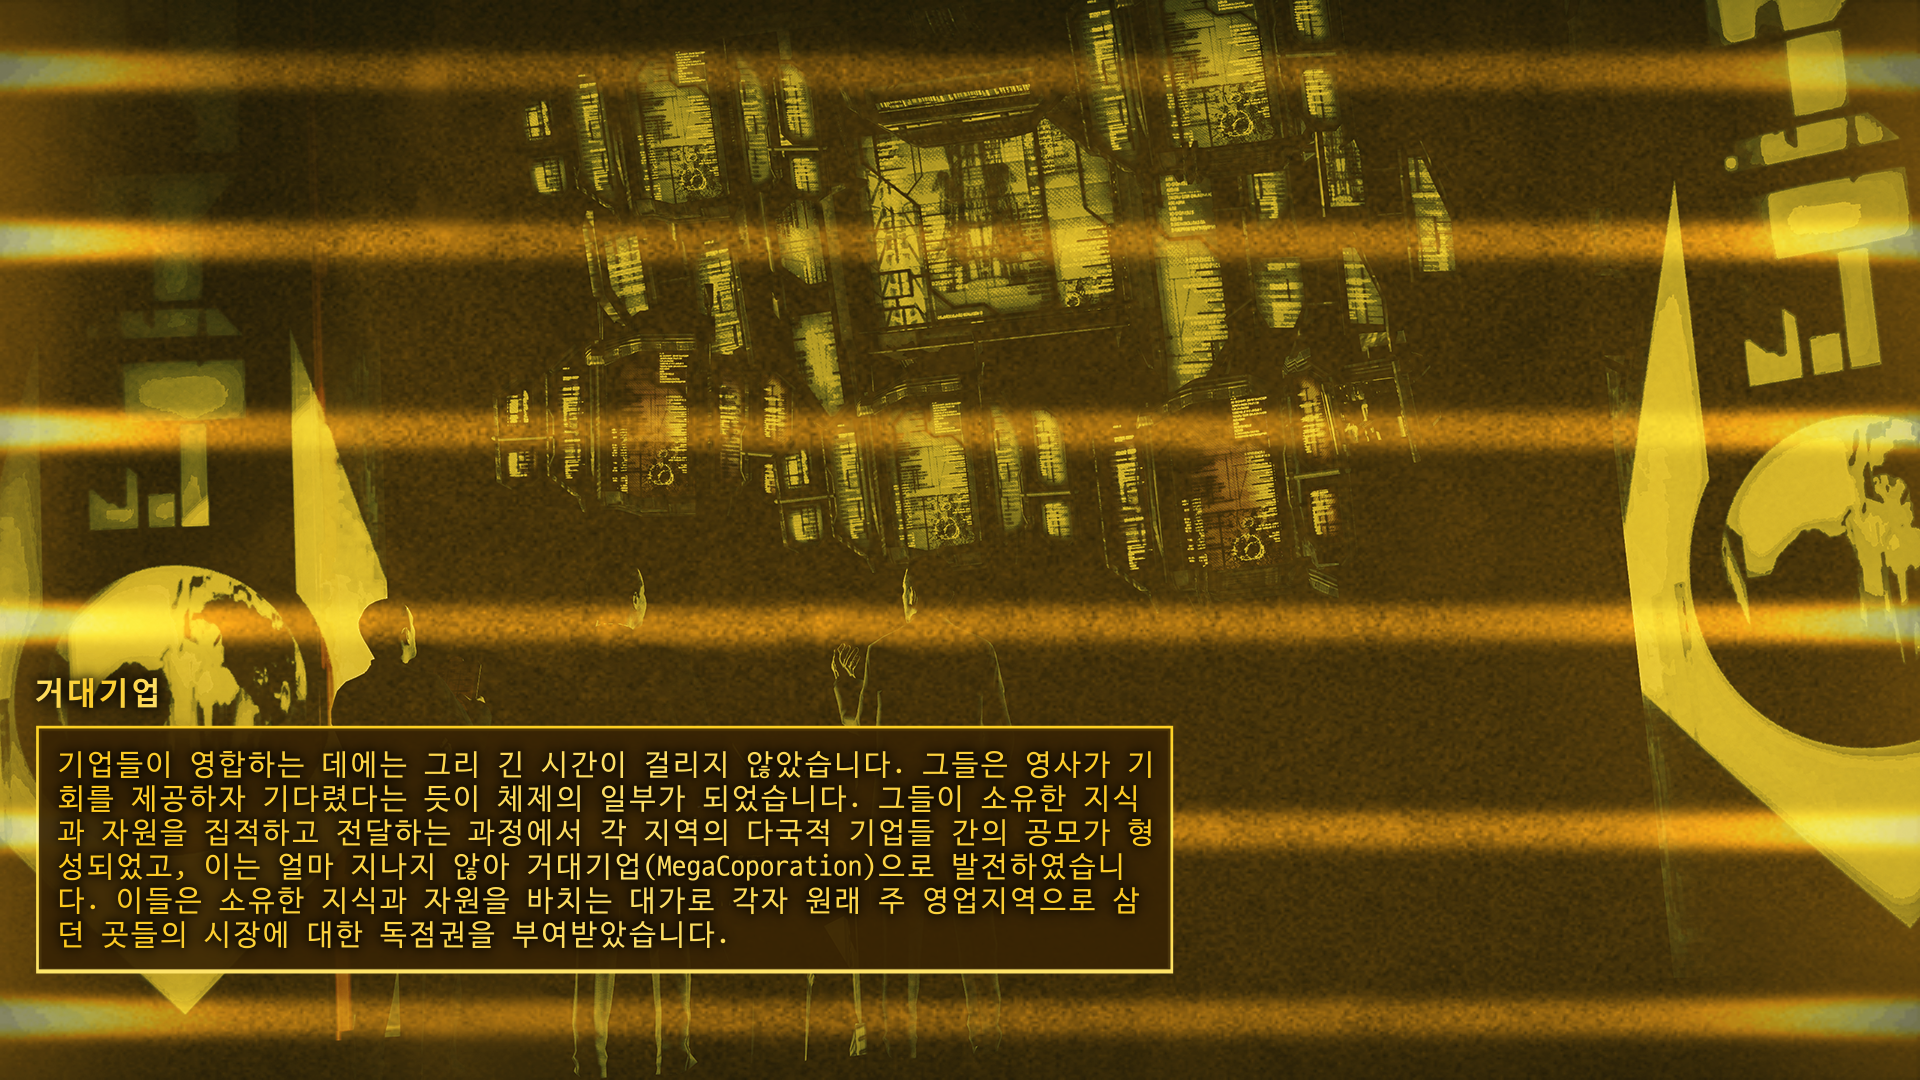 거대기업
기업들이 영합하는 데에는 그리 긴 시간이 걸리지 않았습니다. 그들은 영사가 기
회를 제공하자 기다렸다는 듯이 체제의 일부가 되었습니다. 그들이 소유한 지식
과 자원을 집적하고 전달하는 과정에서 각 지역의 다국적 기업들 간의 공모가 형
성되었고, 이는 얼마 지나지 않아 거대기업(MegaCoporation)으로 발전하였습니
다. 이들은 소유한 지식과 자원을 바치는 대가로 각자 원래 주 영업지역으로 삼
던 곳들의 시장에 대한 독점권을 부여받았습니다.